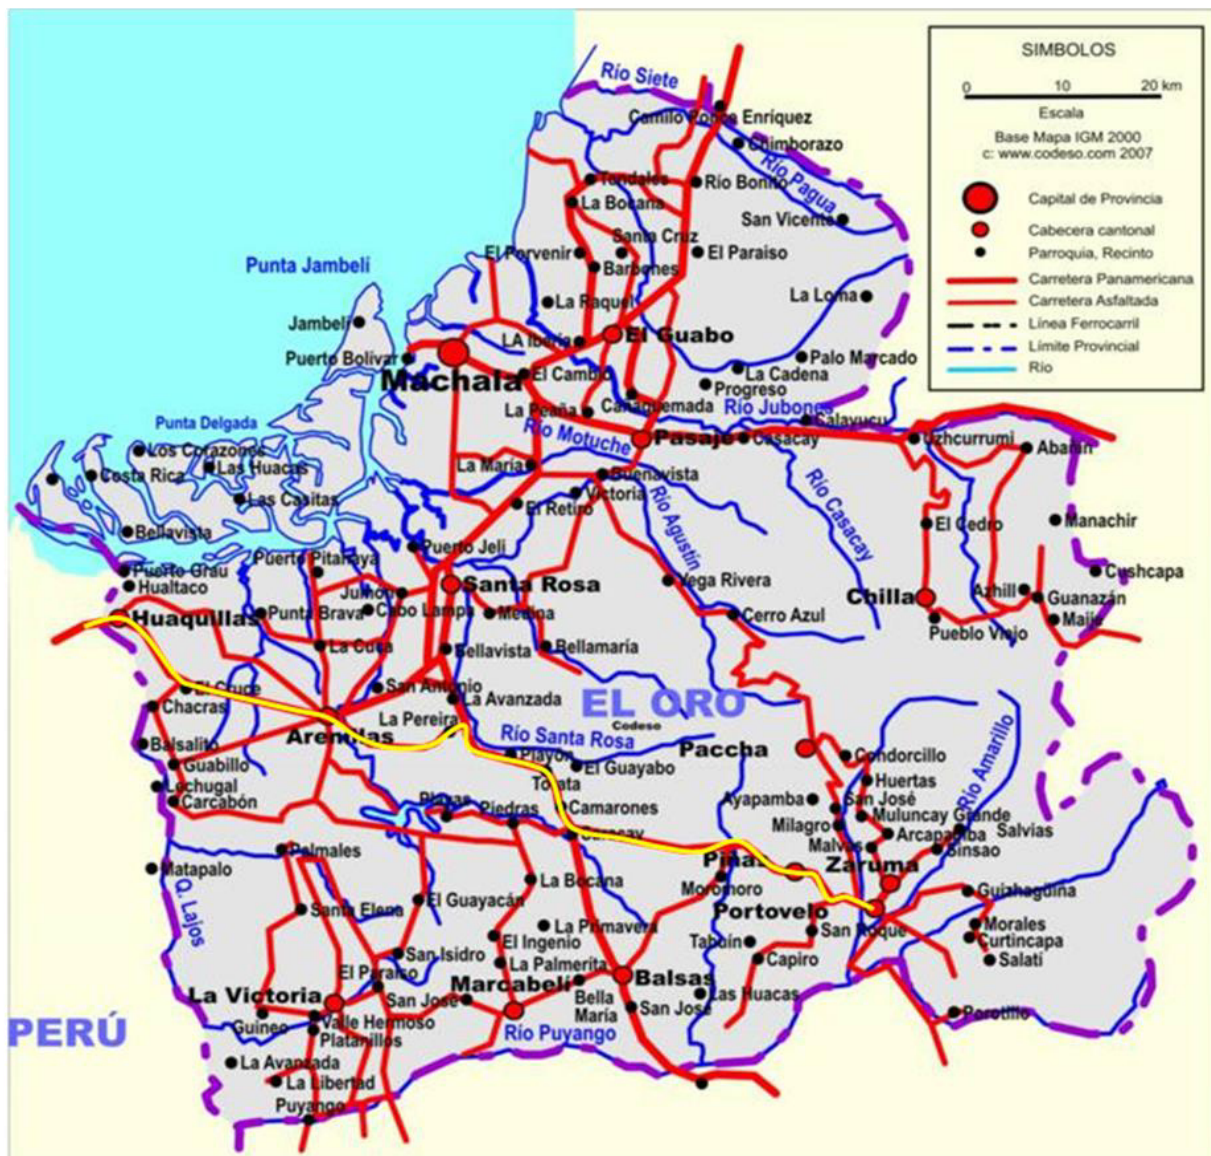 SIMBOLOS
0 10 20 km
Escala
Base Mapa IGM 2000
c: www.codeso.com 2007
Capital de Provincia
Cabecera cantonal
Parroquia, Recinto
Carretera Panamericana
Carretera Asfaltada
Línea Ferrocarril
Límite Provincial
Río
Río Siete
Camilo Ponce Enríquez
Chimborazo
Río Pagua
Tendales
Río Bonito
La Bocana
San Vicente
Santa Cruz
El Porvenir
El Paraiso
Barbones
Punta Jambelí
La Raquel
La Loma
Jambelí
LA Iberia
El Guabo
Puerto Bolívar
Palo Marcado
Machala
El Cambio
La Cadena
Progreso
La Peaña
Cañaquemada
Río Jubones
Calayucu
Punta Delgada
Río Motuche
Pasaje
Casacay
Uzhcurrumi
Abañín
Los Corazones
Las Huacas
La María
Costa Rica
Buenavista
Victoria
Las Casitas
El Retiro
Río Agustín
Río Casacay
Bellavista
El Cedro
Manachir
Puerto Jelí
Puerto Pitahaya
Puerto Grau
Cushcapa
Hualtaco
Santa Rosa
Vega Rivera
Jumón
Chilla
Azhill
Guanazán
Huaquillas
Punta Brava
Cabo Lampa
Medina
Cerro Azul
Pueblo Viejo
Maiju
La Cuca
Bellavista
Bellamaría
El Cruce
San Antonio
La Avanzada
EL ORO
Chacras
La Pereira
Codeso
Arenillas
Río Santa Rosa
Río Amarillo
Balsalito
Paccha
Condorcillo
Playón
Guabillo
El Guayabo
Lechugal
Torata
Huertas
Carcabón
Ayapamba
San José
Piedras
Camarones
Muluncay Grande
Milagro
Arcapamba
Salvias
Malvas
Sinsao
Palmales
Piñas
Zaruma
Matapalo
La Bocana
Moromoro
Guizhagüina
Q. Lajos
El Guayacán
Santa Elena
Portovelo
La Primavera
San Roque
Morales
El Ingenio
Curtincapa
San Isidro
Tabuín
Capiro
Salatí
El Paraiso
La Palmerita
La Victoria
Marcabelí
Balsas
San José
Bella
María
San José
Las Huacas
Guineo
Valle Hermoso
Porotillo
PERÚ
Platanillos
Río Puyango
La Avanzada
La Libertad
Puyango